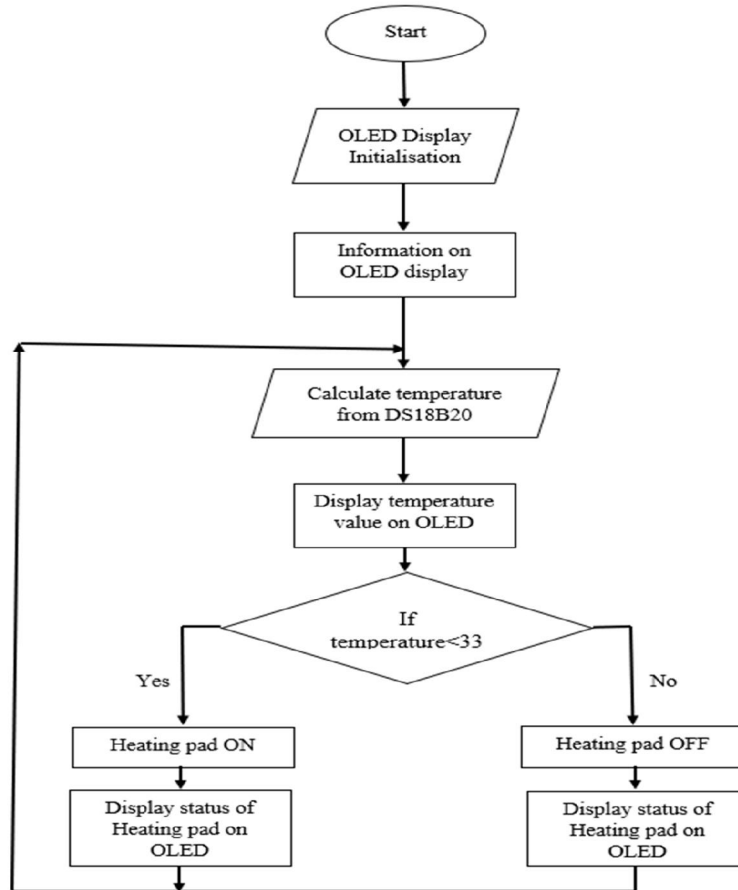 Start
OLED Display
Initialisation
Information on
OLED display
Calculate temperature
from DS18B20
Display temperature
value on OLED
If
temperature<33
Yes
No
Heating pad ON
Heating pad OFF
Display status of
Heating pad on
OLED
Display status of
Heating pad on
OLED